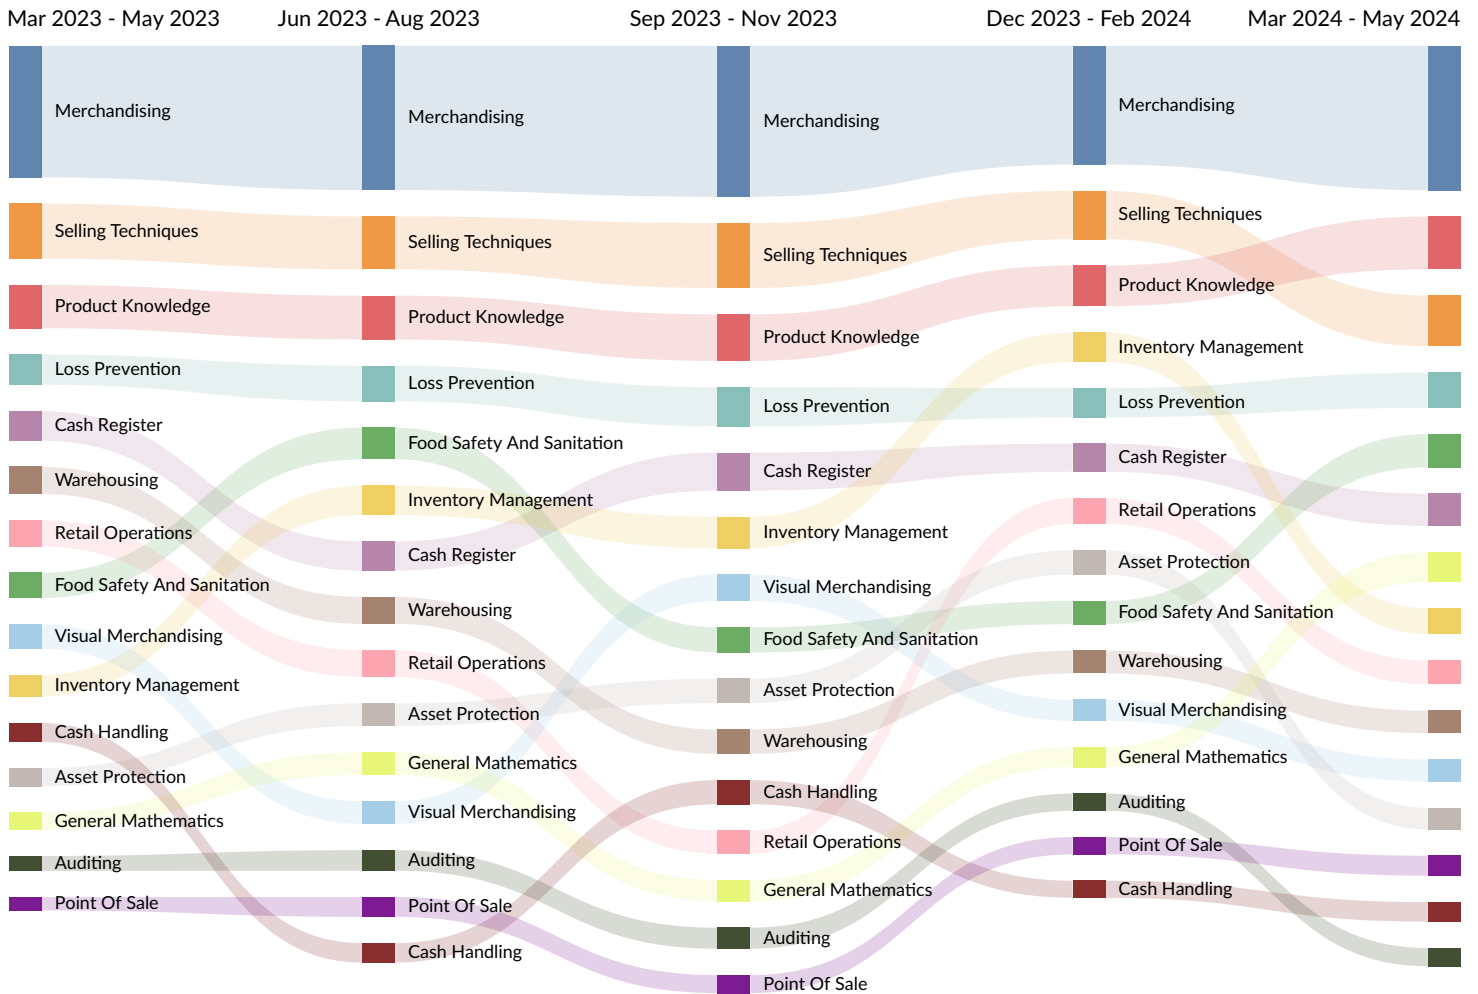 Mar 2023 - May 2023
Jun 2023 - Aug 2023
Sep 2023 - Nov 2023
Dec 2023 - Feb 2024
Mar 2024 - May 2024
Merchandising
Selling Techniques
Product Knowledge
Loss Prevention
Cash Register
Warehousing
Retail Operations
Food Safety And Sanitation
Visual Merchandising
Inventory Management
Cash Handling
Asset Protection
General Mathematics
Auditing
Point Of Sale
Merchandising
Selling Techniques
Product Knowledge
Loss Prevention
Food Safety And Sanitation
Inventory Management
Cash Register
Warehousing
Retail Operations
Asset Protection
General Mathematics
Visual Merchandising
Auditing
Point Of Sale
Cash Handling
Merchandising
Selling Techniques
Product Knowledge
Loss Prevention
Cash Register
Inventory Management
Visual Merchandising
Food Safety And Sanitation
Asset Protection
Warehousing
Cash Handling
Retail Operations
General Mathematics
Auditing
Point Of Sale
Merchandising
Selling Techniques
Product Knowledge
Inventory Management
Loss Prevention
Cash Register
Retail Operations
Asset Protection
Food Safety And Sanitation
Warehousing
Visual Merchandising
General Mathematics
Auditing
Point Of Sale
Cash Handling